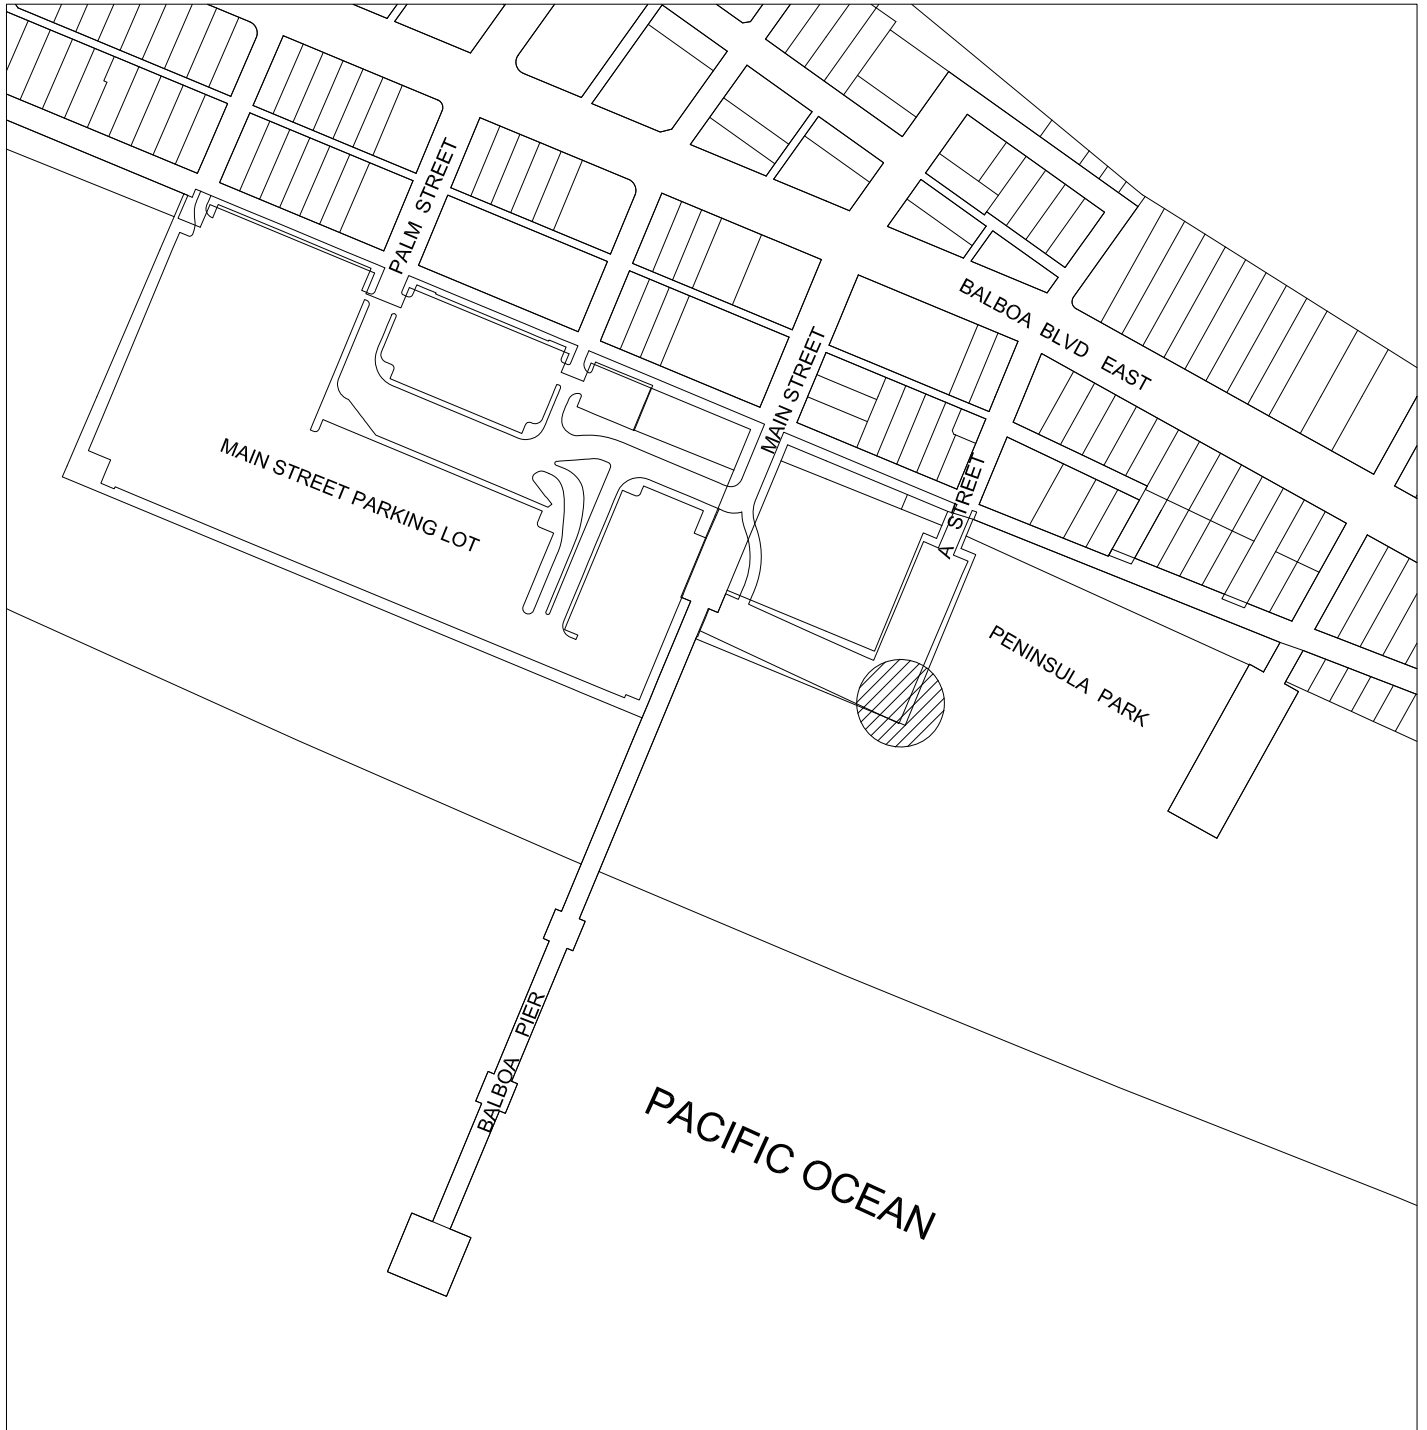 PALM STREET
BALBOA BLVD EAST
MAIN STREET
MAIN STREET PARKING LOT
A STREET
PENINSULA PARK
BALBOA PIER
PACIFIC OCEAN